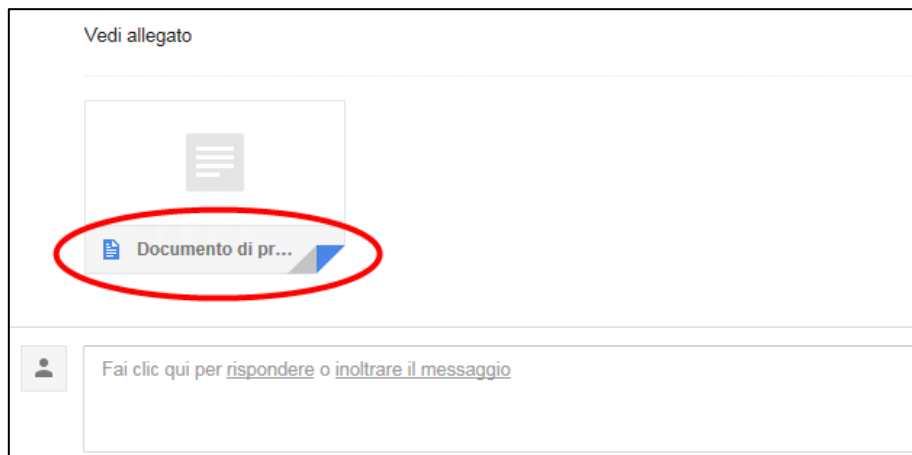 Vedi allegato
Documento di pr...
Fai clic qui per rispondere o inoltrare il messaggio